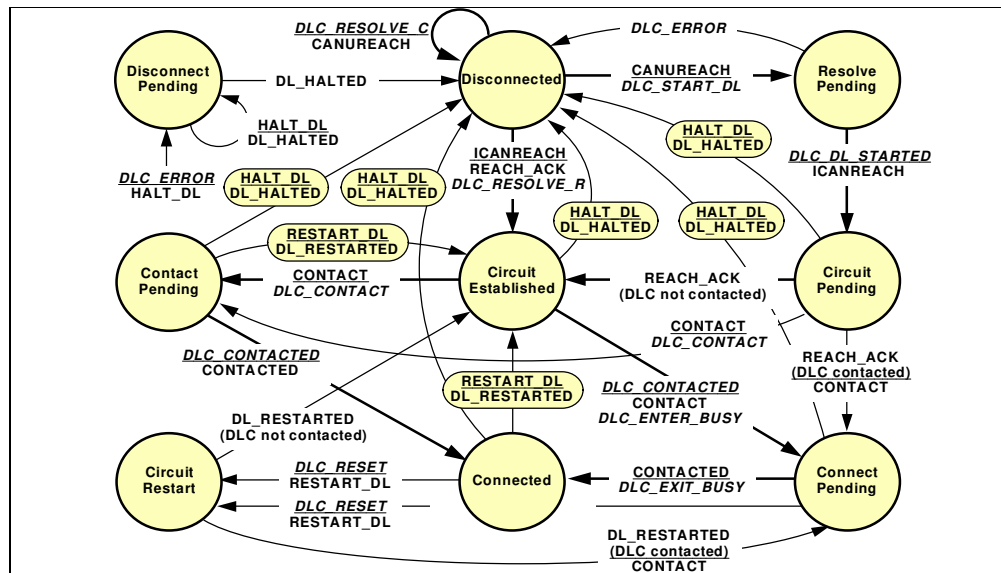 DLC_RESOLVE_C
CANUREACH
DLC_ERROR
Disconnect
Pending
DL_HALTED
Disconnected
CANUREACH
DLC_START_DL
Resolve
Pending
HALT_DL
DL_HALTED
HALT_DL
DL_HALTED
DLC_ERROR
HALT_DL
HALT_DL
DL_HALTED
HALT_DL
DL_HALTED
ICANREACH
REACH_ACK
DLC_RESOLVE_R
DLC_DL_STARTED
ICANREACH
HALT_DL
DL_HALTED
HALT_DL
DL_HALTED
RESTART_DL
DL_RESTARTED
Contact
Pending
CONTACT
DLC_CONTACT
Circuit
Established
REACH_ACK
(DLC not contacted)
Circuit
Pending
CONTACT
DLC_CONTACT
DLC_CONTACTED
CONTACTED
REACH_ACK
(DLC contacted)
CONTACT
RESTART_DL
DL_RESTARTED
DLC_CONTACTED
CONTACT
DLC_ENTER_BUSY
DL_RESTARTED
(DLC not contacted)
Circuit
Restart
DLC_RESET
RESTART_DL
Connected
CONTACTED
DLC_EXIT_BUSY
Connect
Pending
DLC_RESET
RESTART_DL
DL_RESTARTED
(DLC contacted)
CONTACT